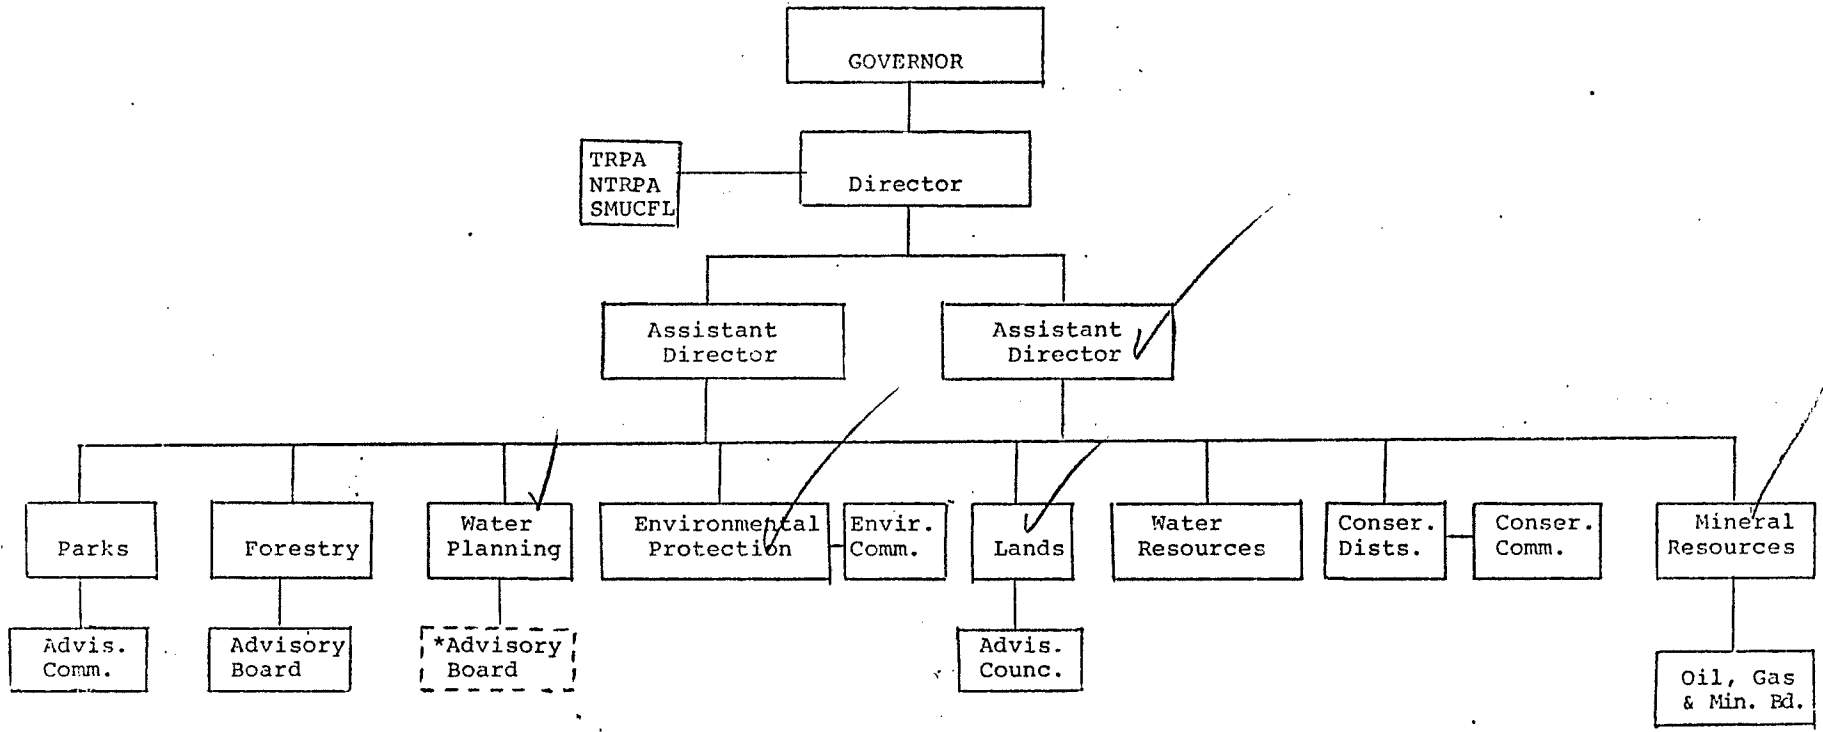 GOVERNOR
TRPA
NTRPA
SMUCFL
Director
Assistant
Director
Assistant
Director
Parks
Forestry
Water
Planning
Environmental
Protection
Envir.
Comm.
Lands
Water
Resources
Conser.
Dists.
Conser.
Comm.
Mineral
Resources
Advis.
Comm.
Advisory
Board
*Advisory
Board
Advis.
Counc.
Oil, Gas
& Min. Bd.